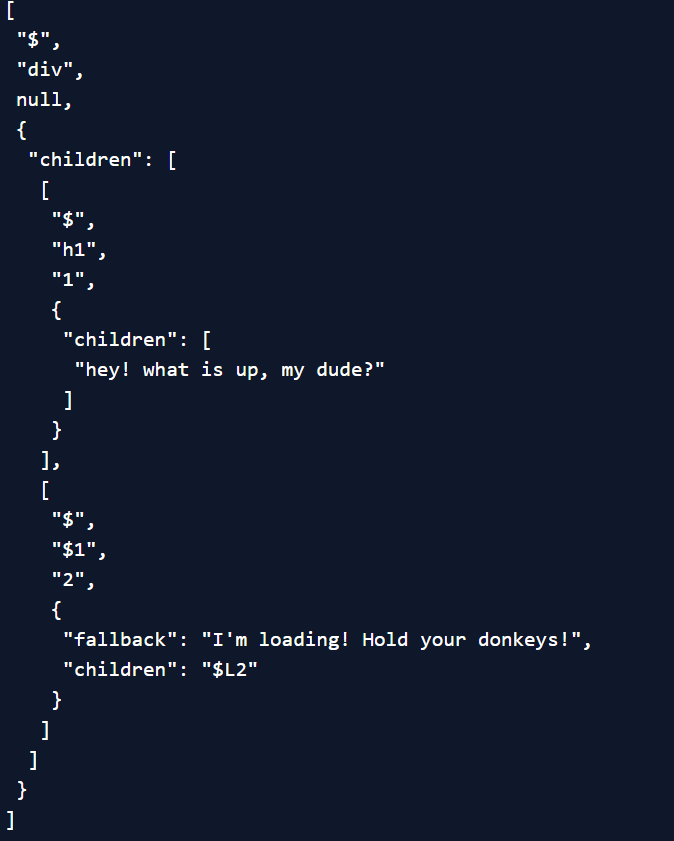 [
 "$",
 "div",
 null,
 {
  "children": [
   [
    "$",
    "h1",
    "1",
    {
     "children": [
      "hey! what is up, my dude?"
     ]
    }
   ],
   [
    "$",
    "$1",
    "2",
    {
     "fallback": "I'm loading! Hold your donkeys!",
     "children": "$L2"
    }
   ]
  ]
 }
]